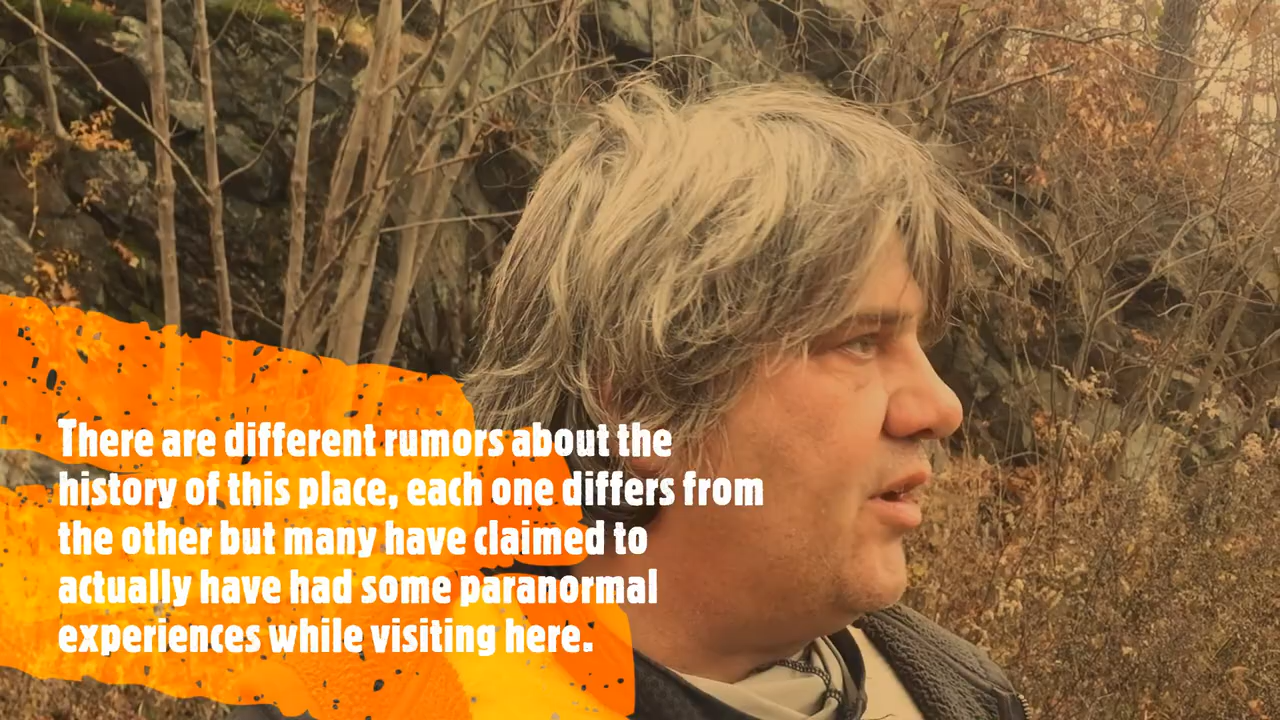 There are different rumors about the
history of this place, each one differs from
the other but many have claimed to
actually have had some paranormal
experiences while visiting here.